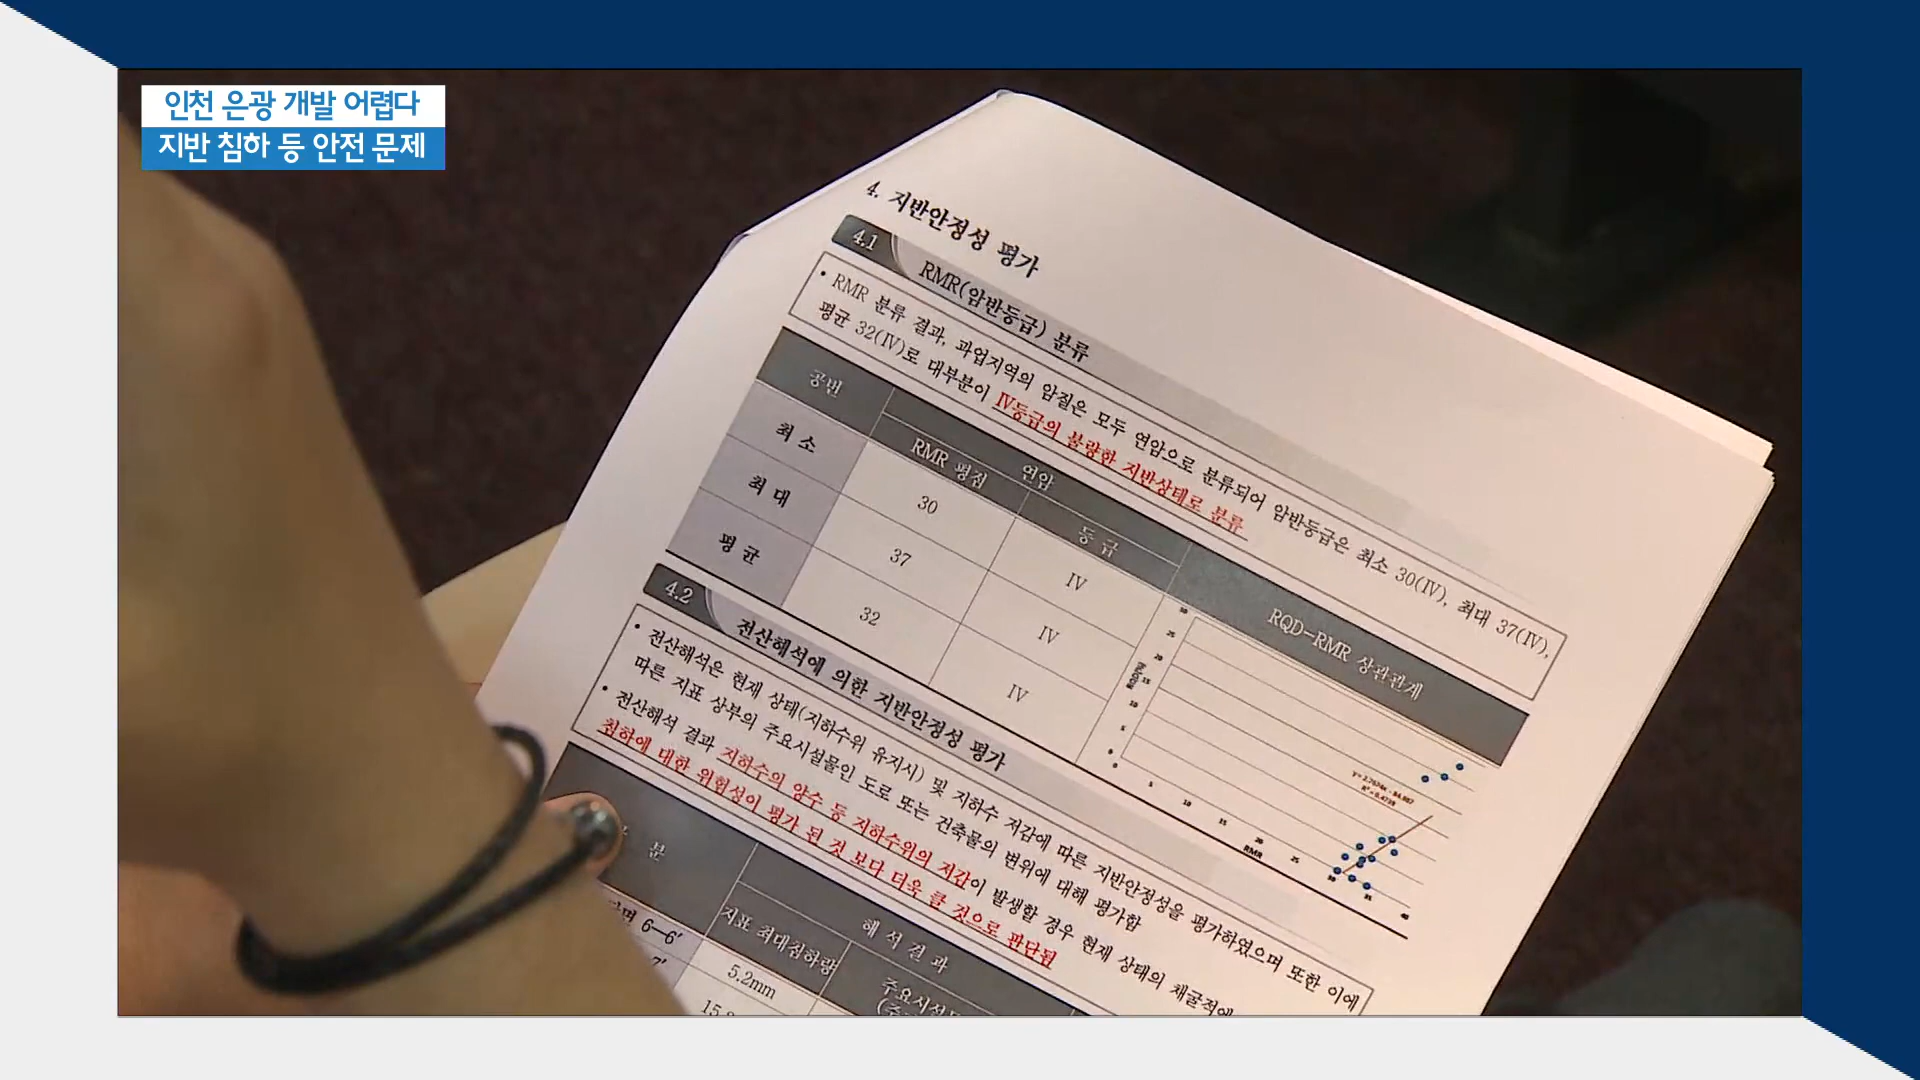 인천 은광 개발 어렵다
지반 침하 등 안전 문제
4. 지반안정성 평가
4.1 RMR(암반등급) 분류
• RMR 분류 결과, 과업지역의 암질은 모두 연암으로 분류되어 암반등급은 최소 30(Ⅳ), 최대 37(Ⅳ),
평균 32(Ⅳ)로 대부분이 Ⅳ등급의 불량한 지반상태로 분류
공번 연암 RQD-RMR 상관관계
RMR 평점 등급
최 소 30 Ⅳ
최 대 37 Ⅳ
평 균 32 Ⅳ
RMR
4.2 전산해석에 의한 지반안정성 평가
• 전산해석은 현재 상태(지하수위 유지시) 및 지하수 저감에 따른 지반안정성을 평가하였으며 또한 이에
따른 지표 상부의 주요시설물인 도로 또는 건축물의 변위에 대해 평가함
• 전산해석 결과 지하수의 양수 등 지하수위의 저감이 발생할 경우 현재 상태의 채굴적에
침하에 대한 위험성이 평가 된 것 보다 더욱 클 것으로 판단됨
분 해 석 결 과
지표 최대침하량 주요시설
6-6′ 5.2mm
7′